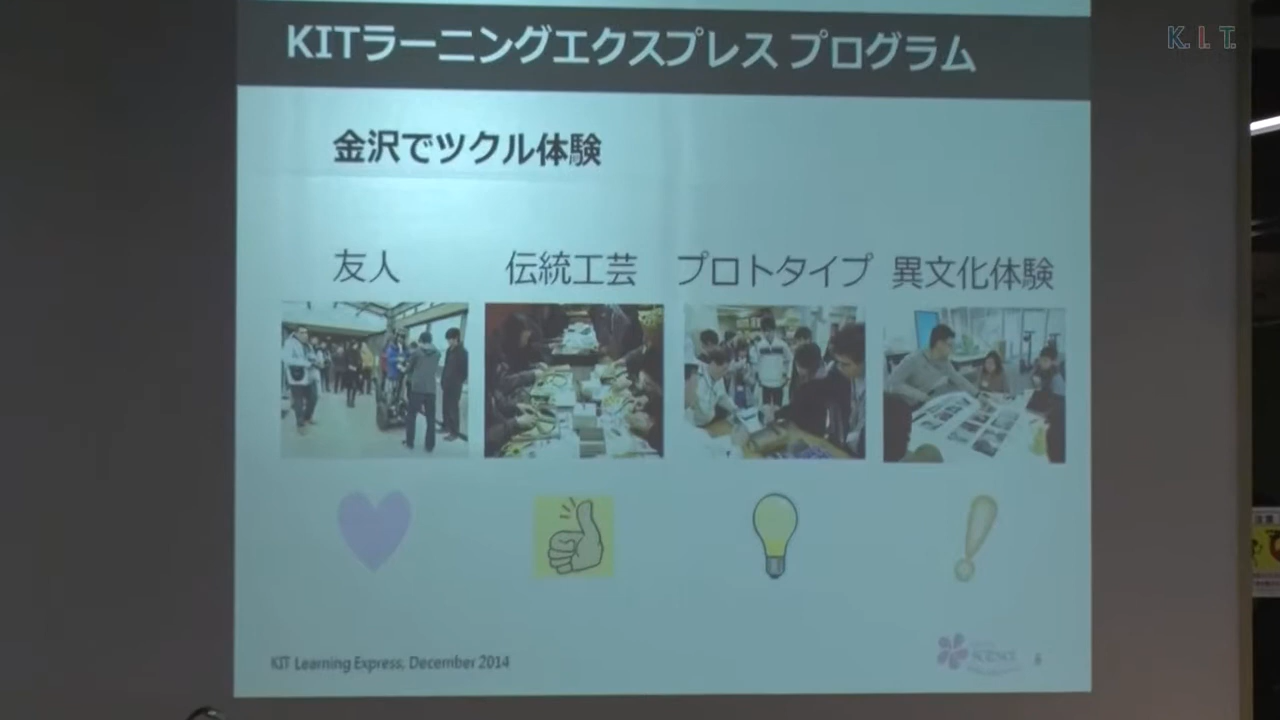 KITラーニングエクスプレス プログラム
K.I.T.
金沢でツクル体験
友人 伝統工芸 プロトタイプ 異文化体験
KIT Learning Express, December 2014